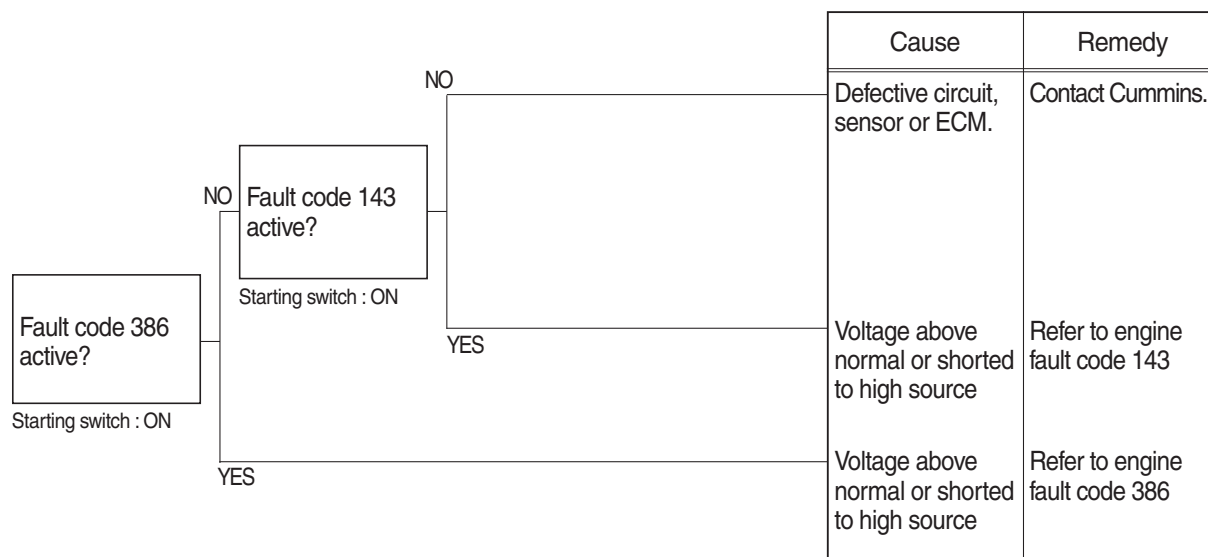 Cause
Remedy
NO
Defective circuit,
sensor or ECM.
Contact Cummins.
NO
Fault code 143
active?
Starting switch : ON
Fault code 386
active?
Starting switch : ON
YES
Voltage above
normal or shorted
to high source
Refer to engine
fault code 143
YES
Voltage above
normal or shorted
to high source
Refer to engine
fault code 386